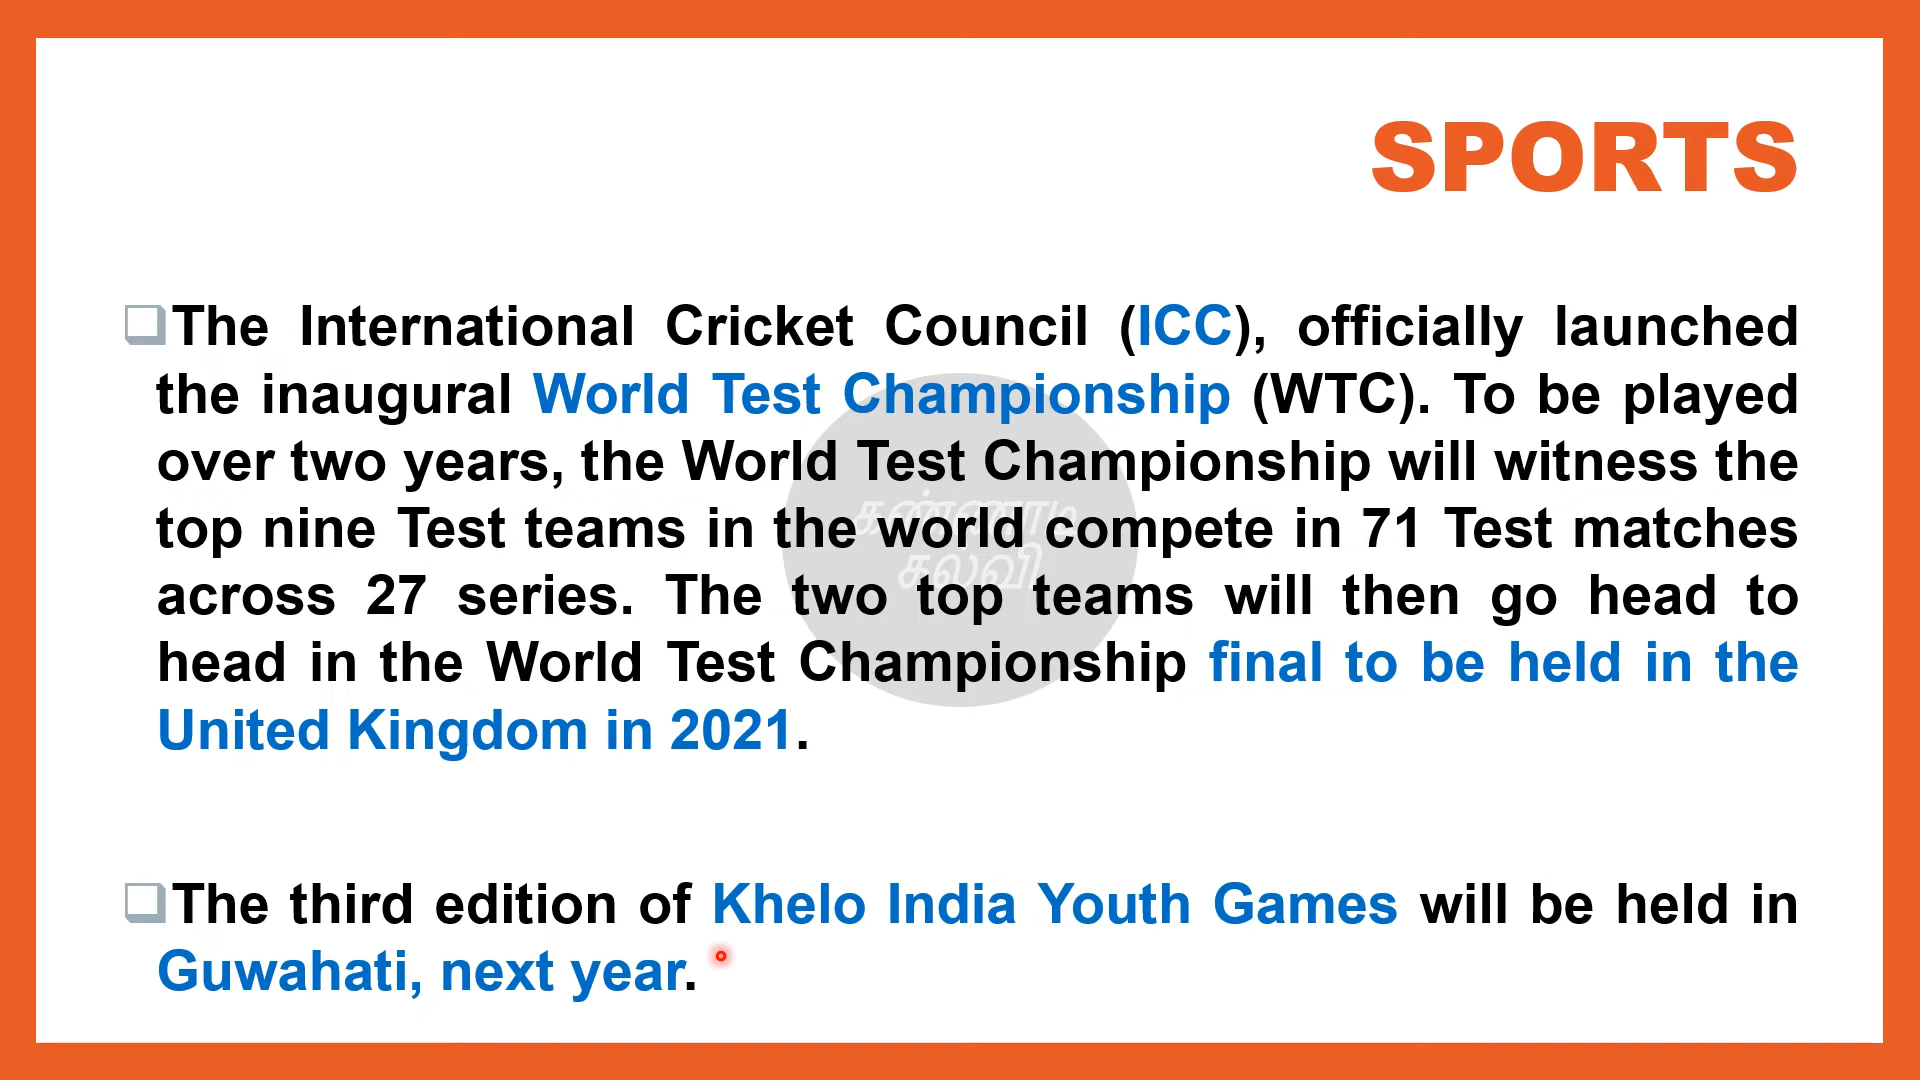 SPORTS
The International Cricket Council (ICC), officially launched
the inaugural World Test Championship (WTC). To be played
over two years, the World Test Championship will witness the
top nine Test teams in the world compete in 71 Test matches
across 27 series. The two top teams will then go head to
head in the World Test Championship final to be held in the
United Kingdom in 2021.
கண்ணாடி
கல்வி
The third edition of Khelo India Youth Games will be held in
Guwahati, next year.